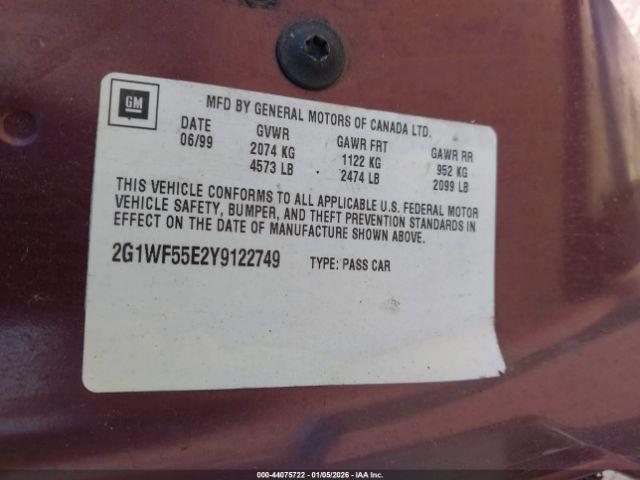 GM
MFD BY GENERAL MOTORS OF CANADA LTD.
DATE GVWR GAWR FRT GAWR RR
06/99 2074 KG 1122 KG 952 KG
4573 LB 2474 LB 2099 LB
THIS VEHICLE CONFORMS TO ALL APPLICABLE U.S. FEDERAL MOTOR
VEHICLE SAFETY, BUMPER, AND THEFT PREVENTION STANDARDS IN
EFFECT ON THE DATE OF MANUFACTURE SHOWN ABOVE.
2G1WF55E2Y9122749 TYPE: PASS CAR
000-44075722 - 01/05/2026 - IAA Inc.